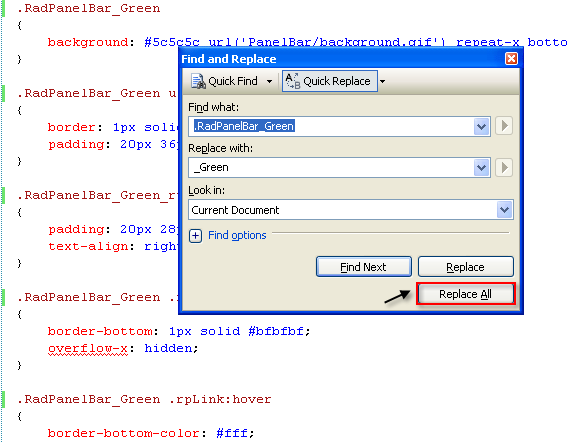 .RadPanelBar_Green
{
background: #5c5c5c url('PanelBar/background.gif') repeat-x botto
}
.RadPanelBar_Green u
{
border: 1px solid
padding: 20px 36p
}
.RadPanelBar_Green_r
{
padding: 20px 28p
text-align: righ
}
.RadPanelBar_Green .
{
border-bottom: 1px solid #bfbfbf;
overflow-x: hidden;
}
.RadPanelBar_Green .rpLink:hover
{
border-bottom-color: #fff;
Find and Replace
Quick Find
Quick Replace
Find what:
.RadPanelBar_Green
Replace with:
_Green
Look in:
Current Document
Find options
Find Next
Replace
Replace All